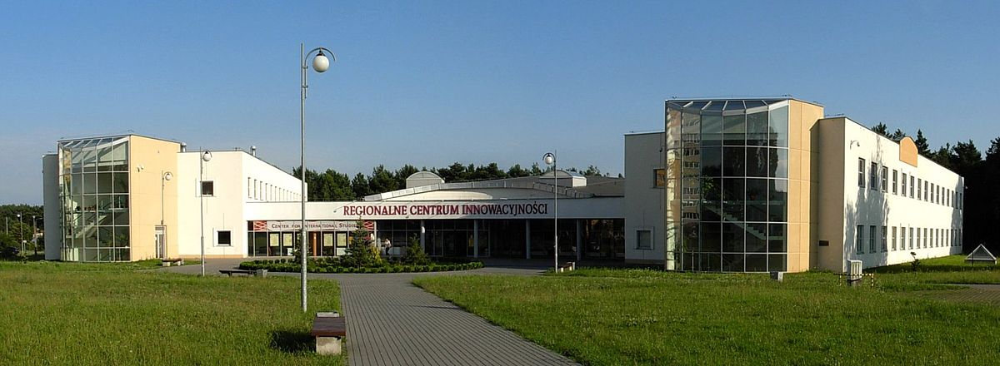 REGIONALNE CENTRUM INNOWACYJNOŚCI
CENTER FOR INTERNATIONAL STUDIES